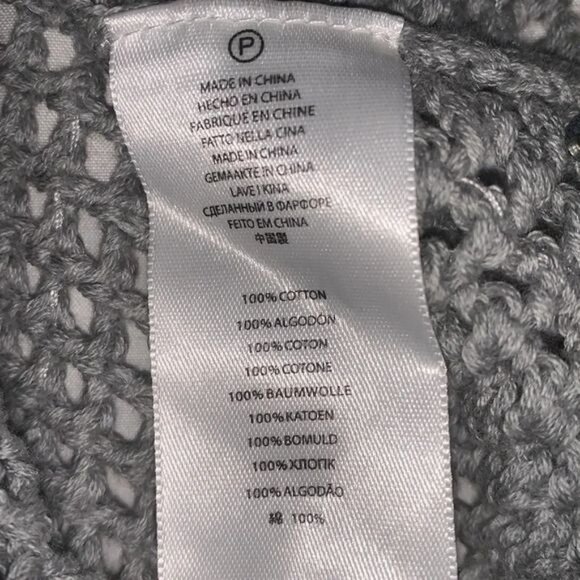 P
MADE IN CHINA
HECHO EN CHINA
FABRIQUE EN CHINE
FATTO NELLA CINA
MADE IN CHINA
GEMAAKTE IN CHINA
LAVE I KINA
СДЕЛАННЫЙ В ФАРФОРЕ
FEITO EM CHINA
中國製
100% COTTON
100% ALGODÓN
100% COTON
100% COTONE
100% BAUMWOLLE
100% KATOEN
100% BOMULD
100% ХЛОПК
100% ALGODÃO
綿 100%